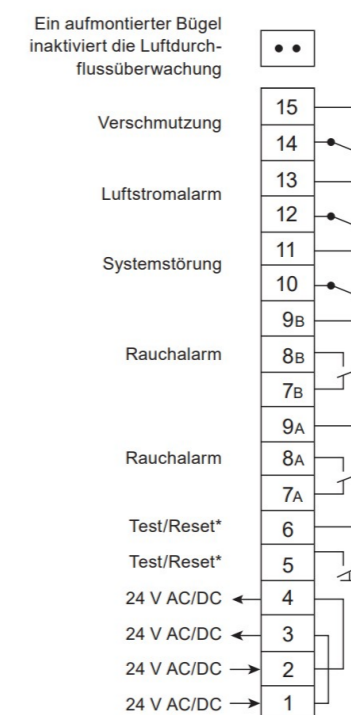 Ein aufmontierter Bügel
inaktiviert die Luftdurch-
flussüberwachung
15
Verschmutzung
14
13
Luftstromalarm
12
11
Systemstörung
10
9B
Rauchalarm 8B
7B
9A
Rauchalarm 8A
7A
Test/Reset* 6
Test/Reset* 5
24 V AC/DC 4
24 V AC/DC 3
24 V AC/DC 2
24 V AC/DC 1